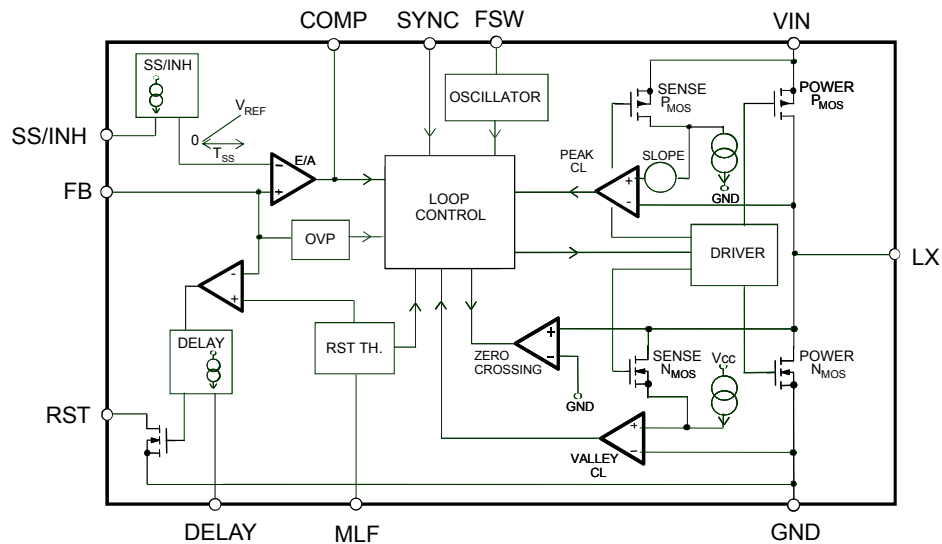 COMP SYNC FSW VIN
SS/INH
OSCILLATOR
SENSE
PMOS
POWER
PMOS
SS/INH
VREF
0
TSS
E/A
-
+
FB
OVP
LOOP
CONTROL
PEAK
CL
+
-
SLOPE
GND
DRIVER
LX
-
+
DELAY
RST TH.
ZERO
CROSSING
+
-
GND
SENSE
NMOS
VCC
POWER
NMOS
RST
+
-
VALLEY
CL
DELAY MLF GND